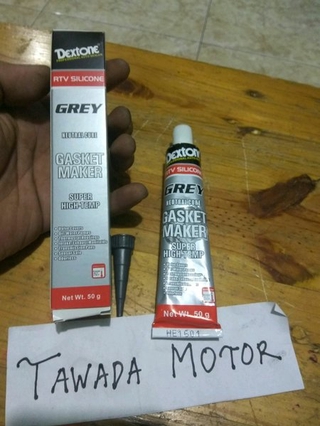 DEXTONE
RTV SILICONE
GREY
NEUTRAL CURE
GASKET
MAKER
SUPER
HIGH-TEMP
Net Wt. 50 g
DEXTONE
RTV SILICONE
GREY
NEUTRAL CURE
GASKET
MAKER
SUPER
HIGH-TEMP
Net Wt. 50 g
TAWADA MOTOR